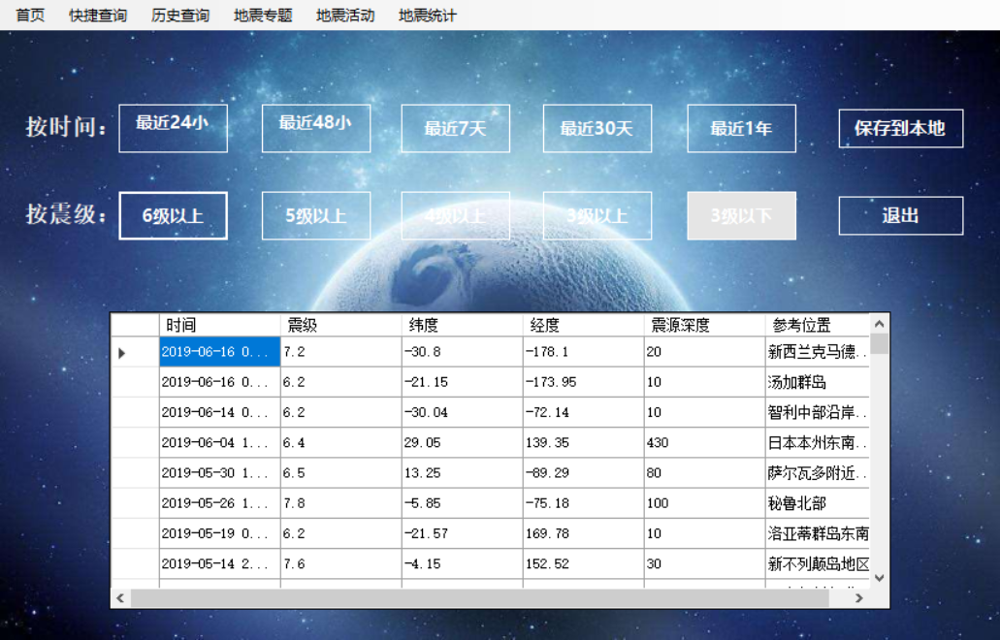 首页 快捷查询 历史查询 地震专题 地震活动 地震统计
按时间: 最近24小 最近48小 最近7天 最近30天 最近1年 保存到本地
按震级: 6级以上 5级以上 4级以上 3级以上 3级以下 退出
时间 震级 纬度 经度 震源深度 参考位置
2019-06-16 0... 7.2 -30.8 -178.1 20 新西兰克马德...
2019-06-16 0... 6.2 -21.15 -173.95 10 汤加群岛
2019-06-14 0... 6.2 -30.04 -72.14 10 智利中部沿岸...
2019-06-04 1... 6.4 29.05 139.35 430 日本本州东南...
2019-05-30 1... 6.5 13.25 -89.29 80 萨尔瓦多附近...
2019-05-26 1... 7.8 -5.85 -75.18 100 秘鲁北部
2019-05-19 0... 6.2 -21.57 169.78 10 洛亚蒂群岛东南
2019-05-14 2... 7.6 -4.15 152.52 30 新不列颠岛地区